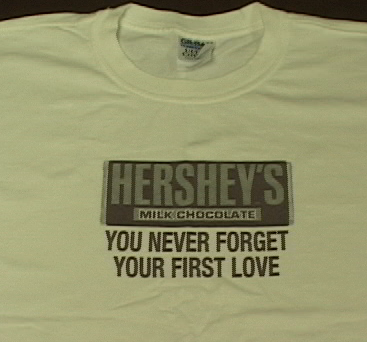 HERSHEY'S
MILK CHOCOLATE
YOU NEVER FORGET
YOUR FIRST LOVE